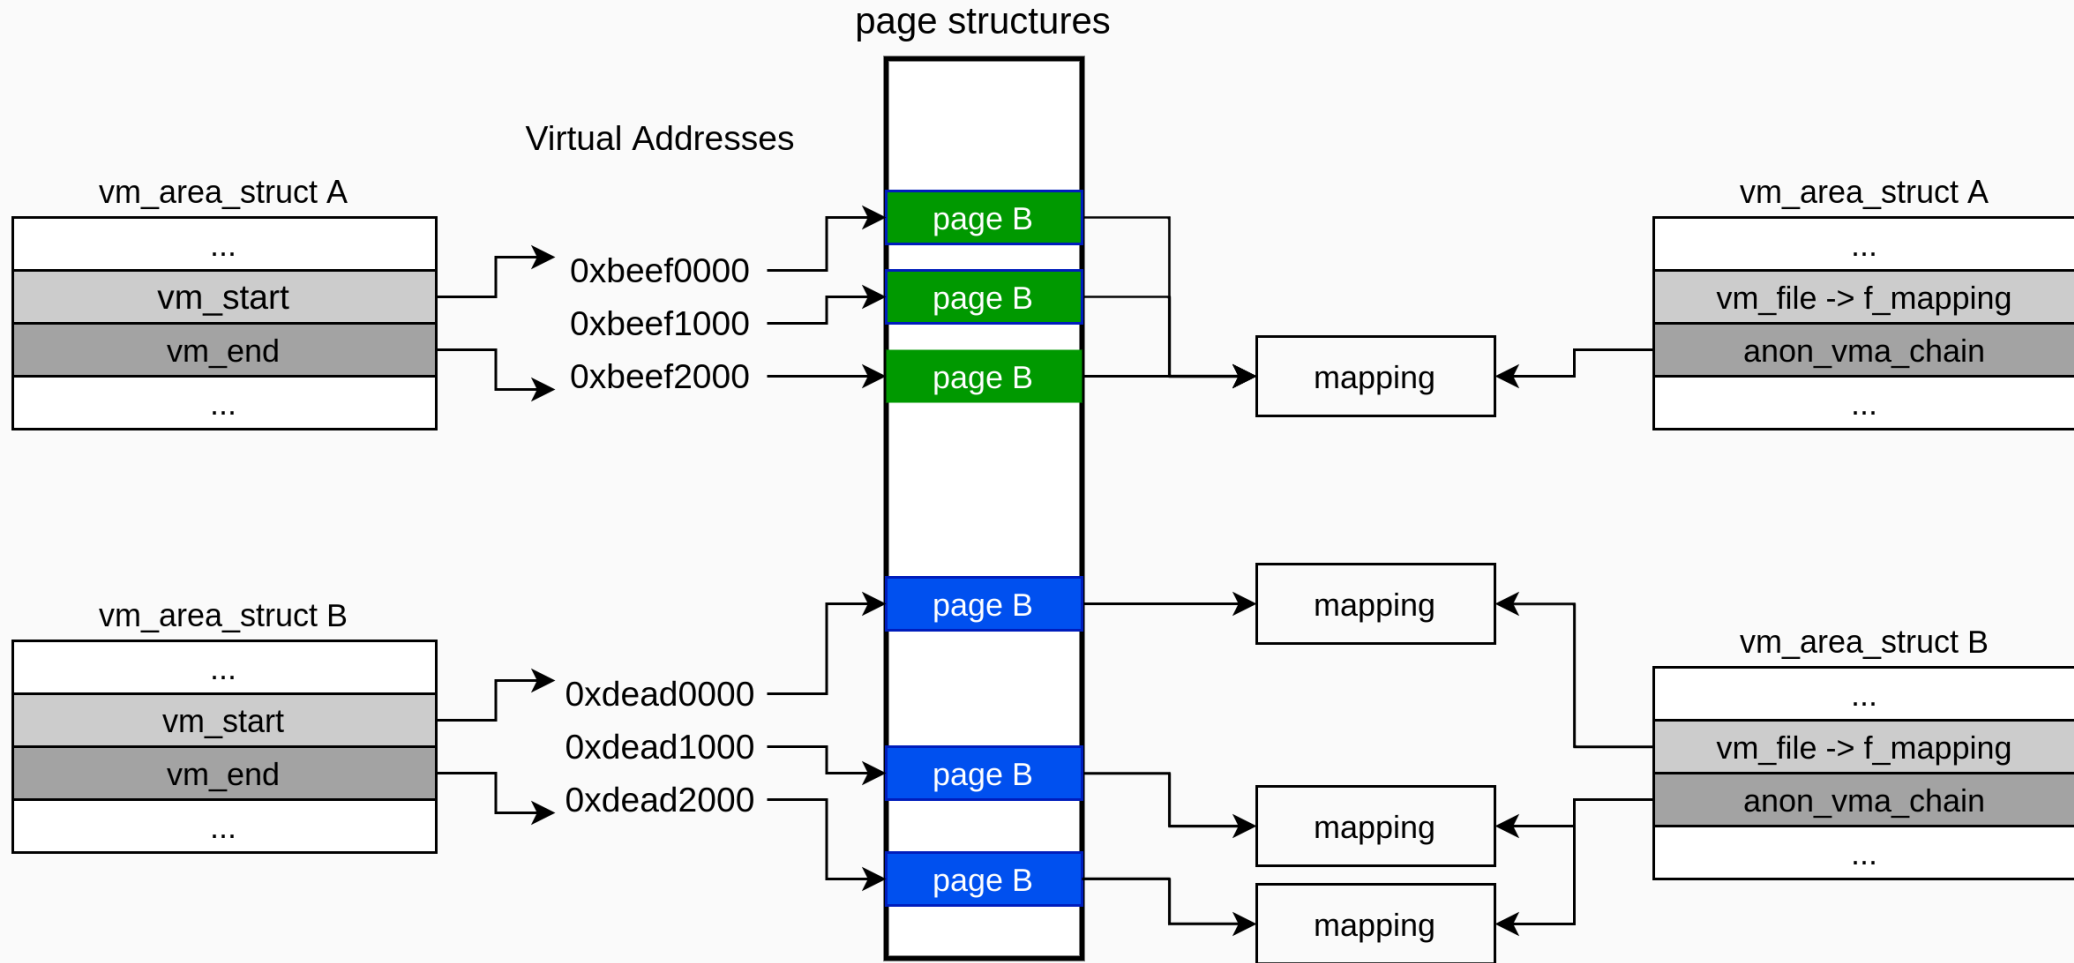 page structures
Virtual Addresses
vm_area_struct A
...
vm_start
vm_end
...
0xbeef0000
0xbeef1000
0xbeef2000
page B
page B
page B
mapping
vm_area_struct A
...
vm_file -> f_mapping
anon_vma_chain
...
vm_area_struct B
...
vm_start
vm_end
...
0xdead0000
0xdead1000
0xdead2000
page B
page B
page B
mapping
mapping
mapping
vm_area_struct B
...
vm_file -> f_mapping
anon_vma_chain
...